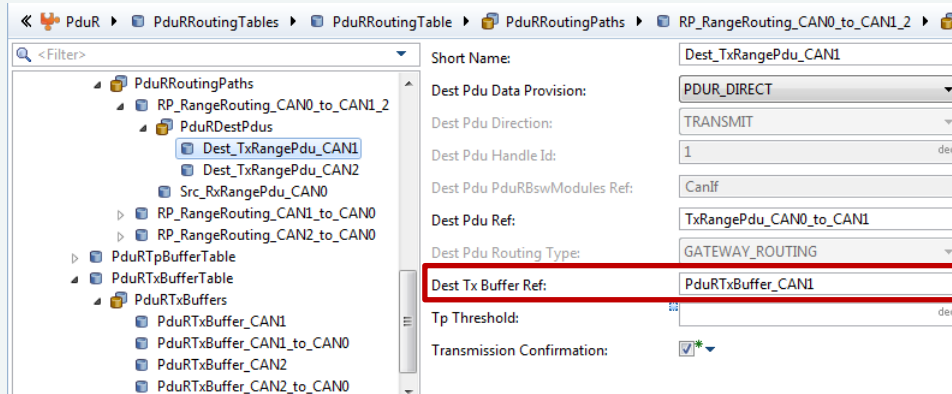 « PduR ▸ PduRRoutingTables ▸ PduRRoutingTable ▸ PduRRoutingPaths ▸ RP_RangeRouting_CAN0_to_CAN1_2 ▸
<Filter>
PduRRoutingPaths
RP_RangeRouting_CAN0_to_CAN1_2
PduRDestPdus
Dest_TxRangePdu_CAN1
Dest_TxRangePdu_CAN2
Src_RxRangePdu_CAN0
RP_RangeRouting_CAN1_to_CAN0
RP_RangeRouting_CAN2_to_CAN0
PduRTpBufferTable
PduRTxBufferTable
PduRTxBuffers
PduRTxBuffer_CAN1
PduRTxBuffer_CAN1_to_CAN0
PduRTxBuffer_CAN2
PduRTxBuffer_CAN2_to_CAN0
Short Name: Dest_TxRangePdu_CAN1
Dest Pdu Data Provision: PDUR_DIRECT
Dest Pdu Direction: TRANSMIT
Dest Pdu Handle Id: 1 dec
Dest Pdu PduRBswModules Ref: CanIf
Dest Pdu Ref: TxRangePdu_CAN0_to_CAN1
Dest Pdu Routing Type: GATEWAY_ROUTING
Dest Tx Buffer Ref: PduRTxBuffer_CAN1
Tp Threshold: dec
Transmission Confirmation: *